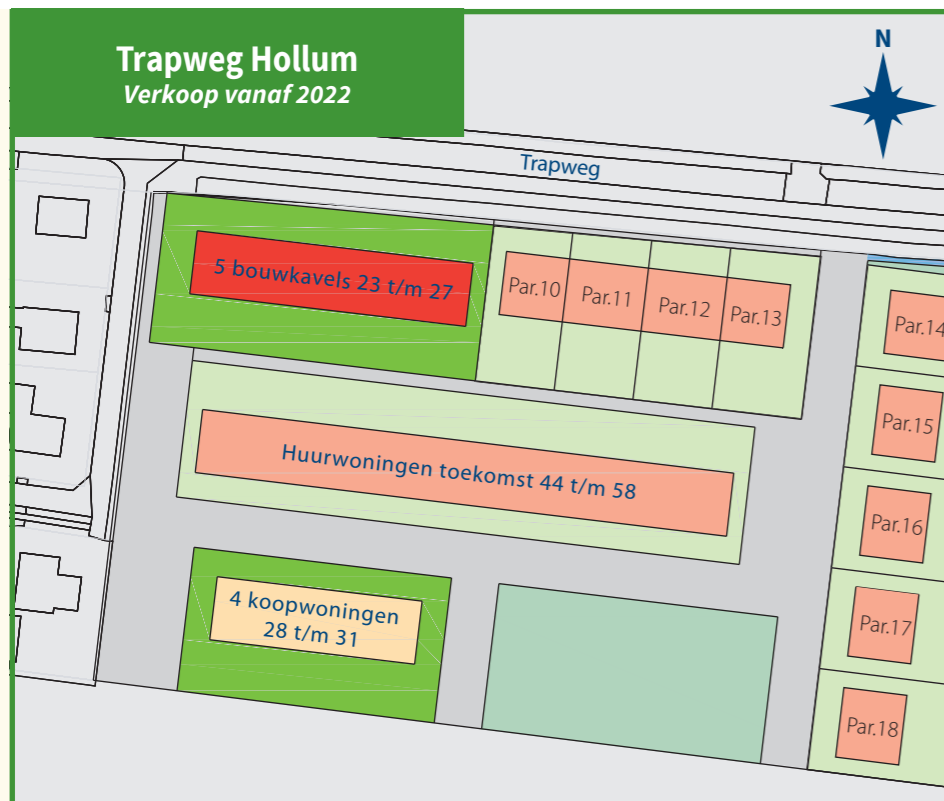 Trapweg Hollum
Verkoop vanaf 2022
N
Trapweg
5 bouwkavels 23 t/m 27
Par.10
Par.11
Par.12
Par.13
Par.14
Par.15
Huurwoningen toekomst 44 t/m 58
Par.16
4 koopwoningen
28 t/m 31
Par.17
Par.18